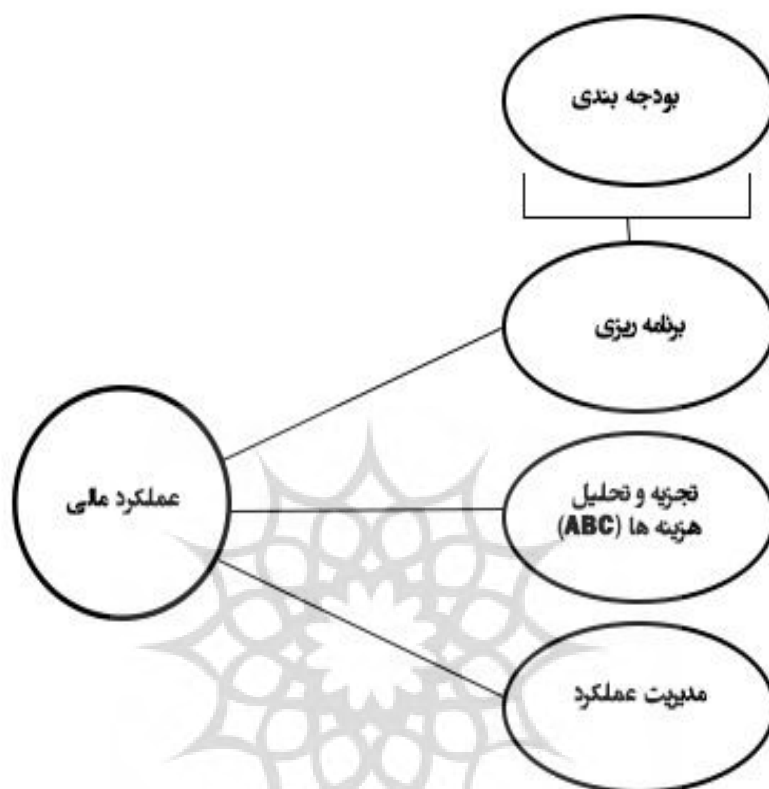 بودجه بندی
برنامه ریزی
عملکرد مالی
تجزیه و تحلیل
هزینه ها (ABC)
مدیریت عملکرد